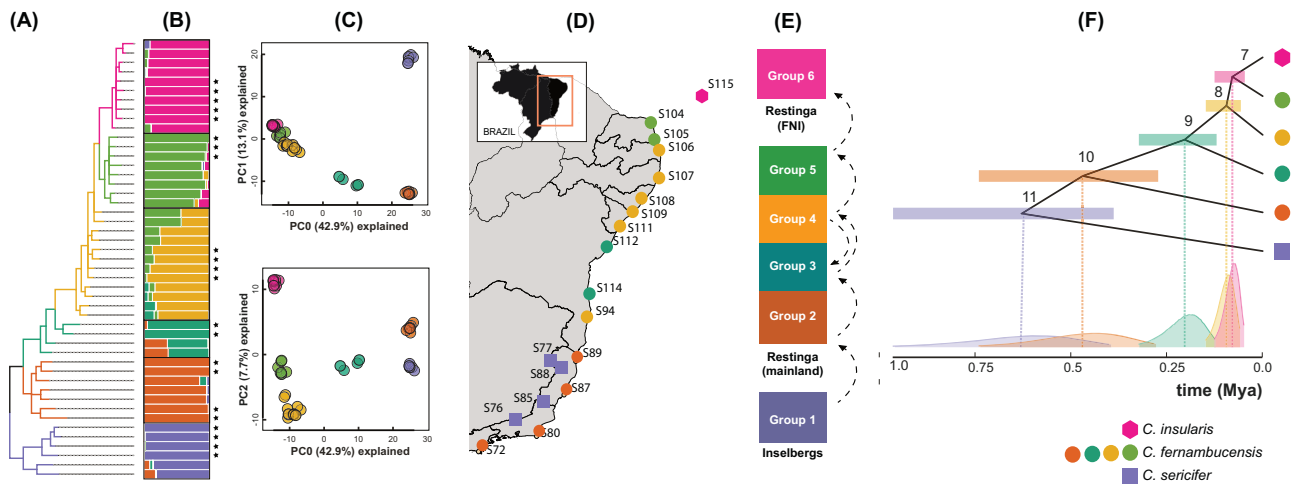 (A)
(B)
(C)
(D)
(E)
(F)
PC1 (13.1%) explained
20
10
0
-10
-10
0
10
20
30
PC0 (42.9%) explained
PC2 (7.7%) explained
10
0
-10
-10
0
10
20
30
PC0 (42.9%) explained
BRAZIL
S115
S104
S105
S106
S107
S108
S109
S111
S112
S114
S94
S89
S77
S88
S87
S85
S76
S80
S72
Group 6
Restinga
(FNI)
Group 5
Group 4
Group 3
Group 2
Restinga
(mainland)
Group 1
Inselbergs
7
8
9
10
11
1.0
0.75
0.5
0.25
0.0
time (Mya)
C. insularis
C. fernambucensis
C. sericifer